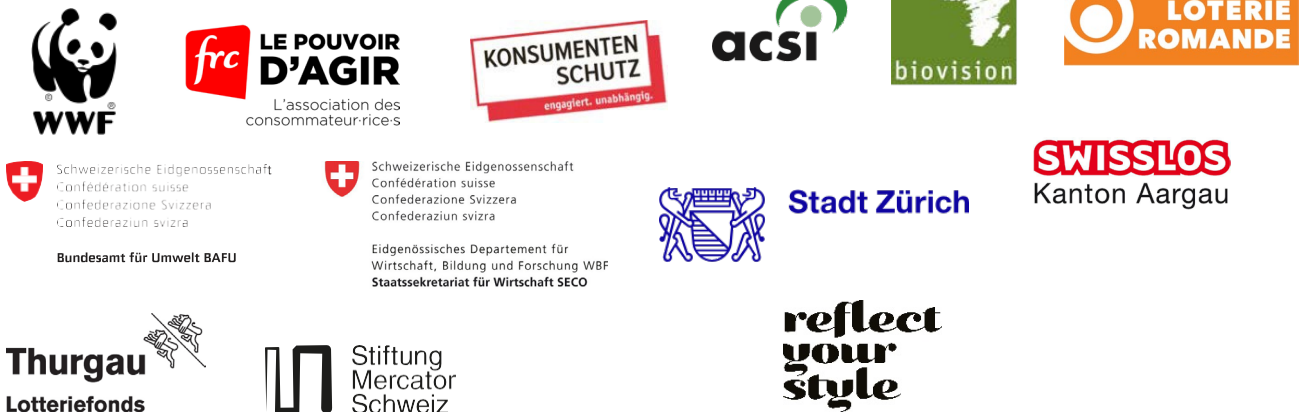 WWF
frc
LE POUVOIR
D'AGIR
L'association des
consommateur·rice·s
KONSUMENTEN
SCHUTZ
engagiert. unabhängig.
acsi
biovision
LOTERIE
ROMANDE
Schweizerische Eidgenossenschaft
Confédération suisse
Confederazione Svizzera
Confederaziun svizra
Bundesamt für Umwelt BAFU
Schweizerische Eidgenossenschaft
Confédération suisse
Confederazione Svizzera
Confederaziun svizra
Eidgenössisches Departement für
Wirtschaft, Bildung und Forschung WBF
Staatssekretariat für Wirtschaft SECO
Stadt Zürich
SWISSLOS
Kanton Aargau
Thurgau
Lotteriefonds
Stiftung
Mercator
Schweiz
reflect
your
style